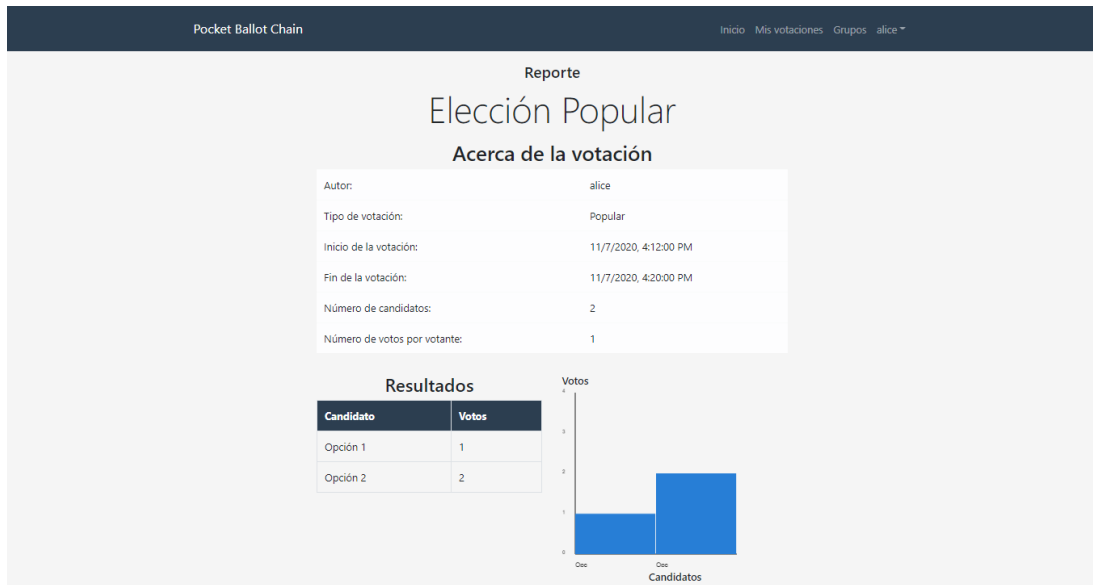 Pocket Ballot Chain
Inicio Mis votaciones Grupos alice
Reporte
Elección Popular
Acerca de la votación
Autor: alice
Tipo de votación: Popular
Inicio de la votación: 11/7/2020, 4:12:00 PM
Fin de la votación: 11/7/2020, 4:20:00 PM
Número de candidatos: 2
Número de votos por votante: 1
Resultados
Candidato Votos
Opción 1 1
Opción 2 2
Votos
4
3
2
1
0
Candidatos